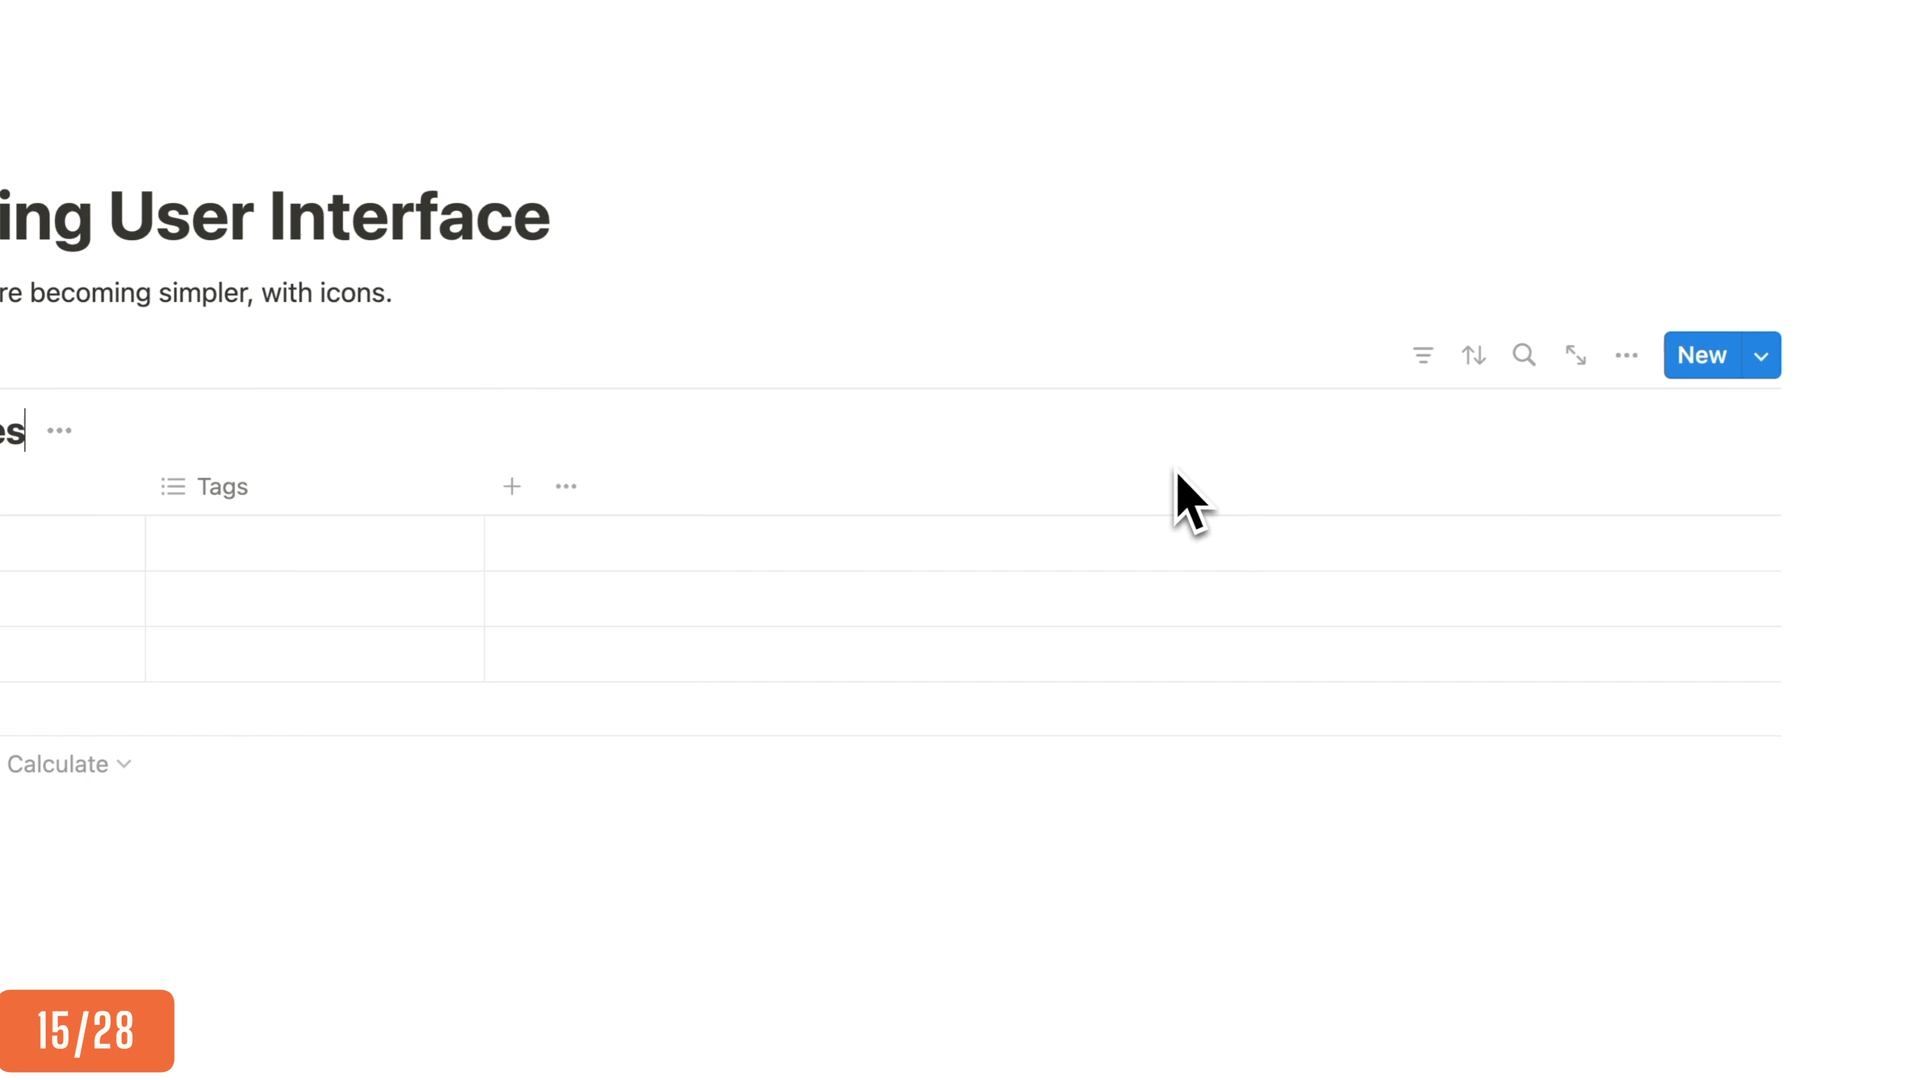 ing User Interface
re becoming simpler, with icons.
New
es
Tags
Calculate
15/28